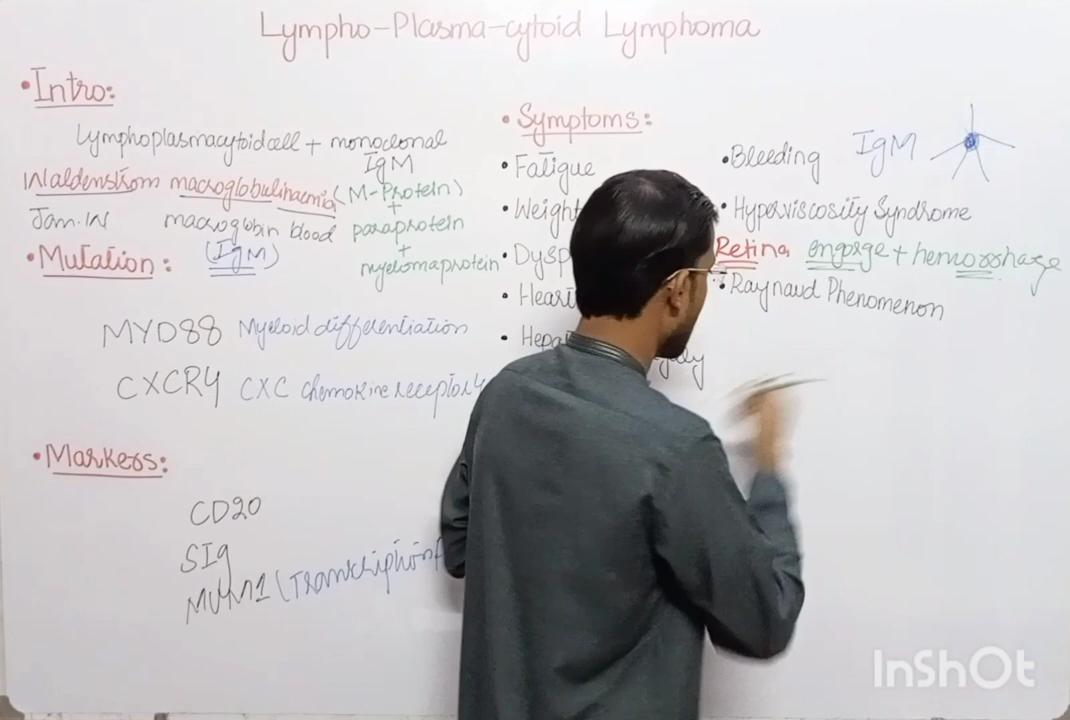 Lympho-Plasma-cytoid Lymphoma
• Intro:
Lymphoplasmacytoid cell + monoclonal
IgM
Waldenstrom macroglobulinaemia (M-Protein)
+
Jan.W macroglobin blood paraprotein
(IgM)
+
myelomaprotein
• Mutation:
MYD88 Myeloid differentiation
CXCR4 CXC chemokine receptor4
• Markers:
CD20
SIg
MUM1 (Transcription
• Symptoms:
• Fatigue
• Weight
• Dysp
• Heart
• Hepa
• Bleeding IgM
• Hyperviscosity Syndrome
Retina engorge + hemorrhage
• Raynaud Phenomenon
InShOt